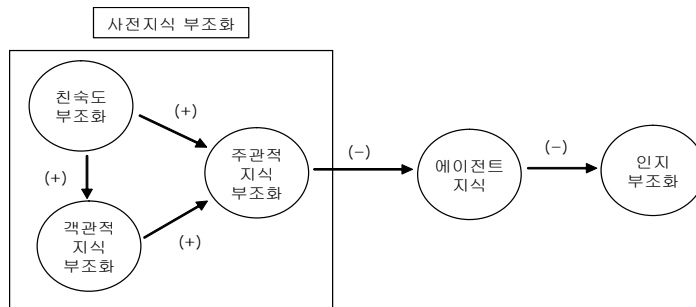 사전지식 부조화
친숙도
부조화
(+)
(+)
주관적
지식
부조화
(−)
에이전트
지식
(−)
인지
부조화
객관적
지식
부조화
(+)